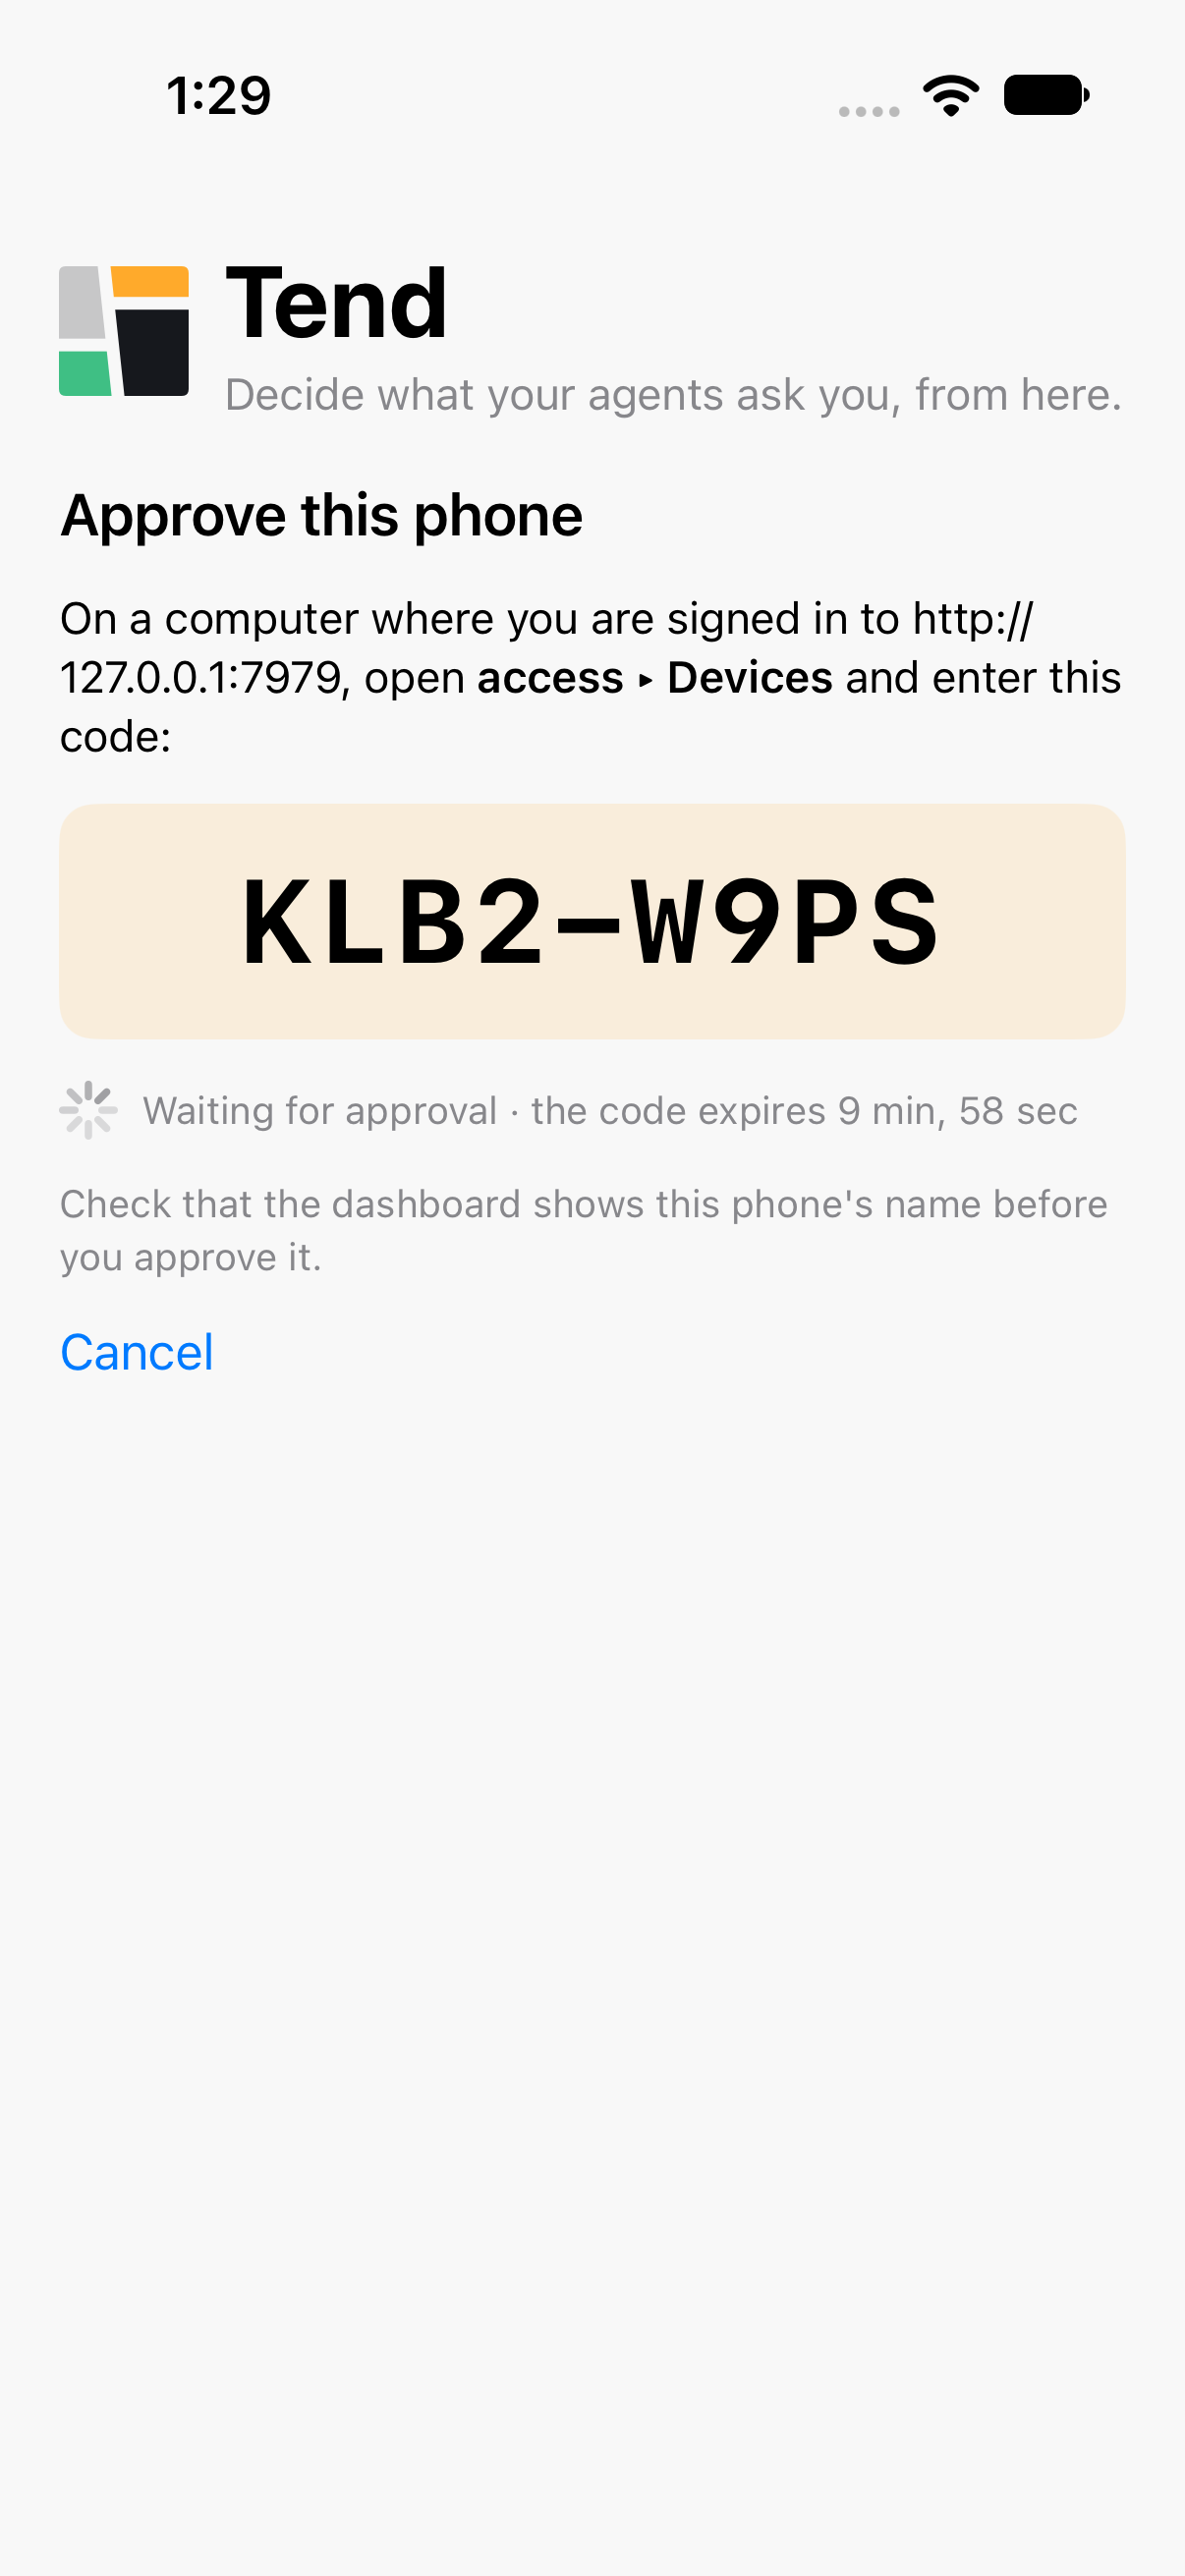 1:29
Tend
Decide what your agents ask you, from here.
Approve this phone
On a computer where you are signed in to http://
127.0.0.1:7979, open access ▸ Devices and enter this
code:
KLB2-W9PS
Waiting for approval · the code expires 9 min, 58 sec
Check that the dashboard shows this phone's name before
you approve it.
Cancel